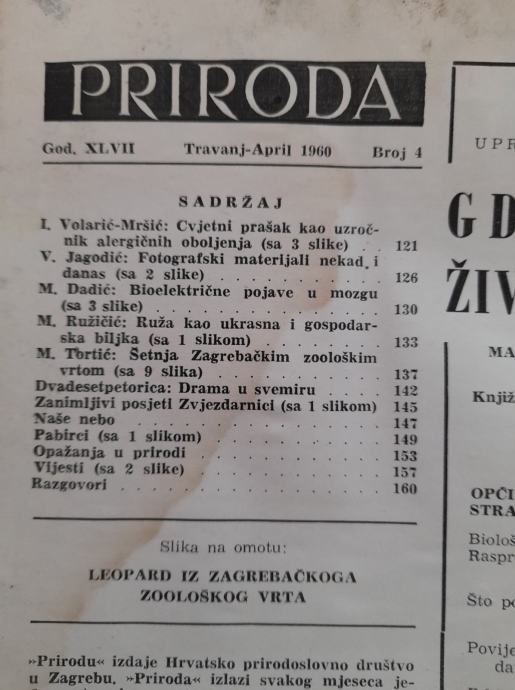 PRIRODA
God. XLVII Travanj-April 1960 Broj 4
SADRŽAJ
I. Volarić-Mršić: Cvjetni prašak kao uzroč-
nik alergičnih oboljenja (sa 3 slike) . . 121
V. Jagodić: Fotografski materijali nekad i
danas (sa 2 slike) . . . . . . . . . 126
M. Dadić: Bioelektrične pojave u mozgu
(sa 3 slike) . . . . . . . . . . . 130
M. Ružičić: Ruža kao ukrasna i gospodar-
ska biljka (sa 1 slikom) . . . . . . 133
M. Tortić: Šetnja Zagrebačkim zoološkim
vrtom (sa 9 slika) . . . . . . . . . 137
Dvadesetpetorica: Drama u svemiru . . . . 142
Zanimljivi posjeti Zvjezdarnici (sa 1 slikom) 145
Naše nebo . . . . . . . . . . . . 147
Pabirci (sa 1 slikom) . . . . . . . . . 149
Opažanja u prirodi . . . . . . . . . . 153
Vijesti (sa 2 slike) . . . . . . . . . . 157
Razgovori . . . . . . . . . . . . . 160
Slika na omotu:
LEOPARD IZ ZAGREBAČKOGA
ZOOLOŠKOG VRTA
»Prirodu« izdaje Hrvatsko prirodoslovno društvo
u Zagrebu. »Priroda« izlazi svakog mjeseca je-
UPR
GD
ŽIV
MA
Knjiž
OPĆI
STRA
Biološ
Raspr
Što po
Povije
da